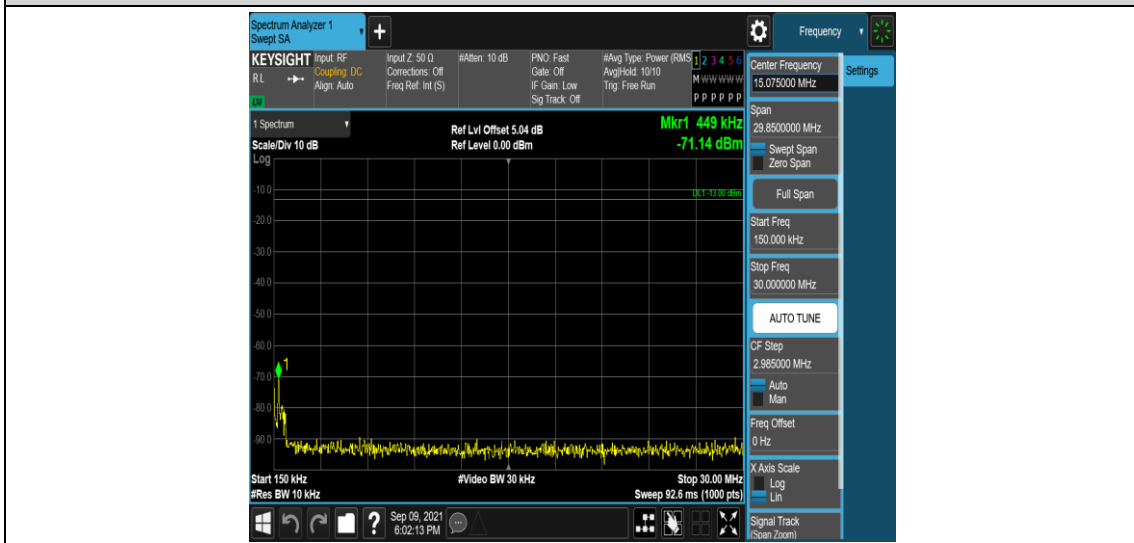 Spectrum Analyzer 1
Swept SA
+
Frequency
KEYSIGHT
RL
LXI
Input: RF
Coupling: DC
Align: Auto
Input Z: 50 Ω
Corrections: Off
Freq Ref: Int (S)
#Atten: 10 dB
PNO: Fast
Gate: Off
IF Gain: Low
Sig Track: Off
#Avg Type: Power (RMS
Avg|Hold: 10/10
Trig: Free Run
1 2 3 4 5 6
M W W W W W
P P P P P P
1 Spectrum
Scale/Div 10 dB
Log
Ref Lvl Offset 5.04 dB
Ref Level 0.00 dBm
Mkr1 449 kHz
-71.14 dBm
DL1 -13.00 dBm
-10.0
-20.0
-30.0
-40.0
-50.0
-60.0
1
-70.0
-80.0
-90.0
Start 150 kHz
#Video BW 30 kHz
Stop 30.00 MHz
#Res BW 10 kHz
Sweep 92.6 ms (1000 pts)
?
Sep 09, 2021
6:02:13 PM
Center Frequency
15.075000 MHz
Settings
Span
29.8500000 MHz
Swept Span
Zero Span
Full Span
Start Freq
150.000 kHz
Stop Freq
30.000000 MHz
AUTO TUNE
CF Step
2.985000 MHz
Auto
Man
Freq Offset
0 Hz
X Axis Scale
Log
Lin
Signal Track
(Span Zoom)